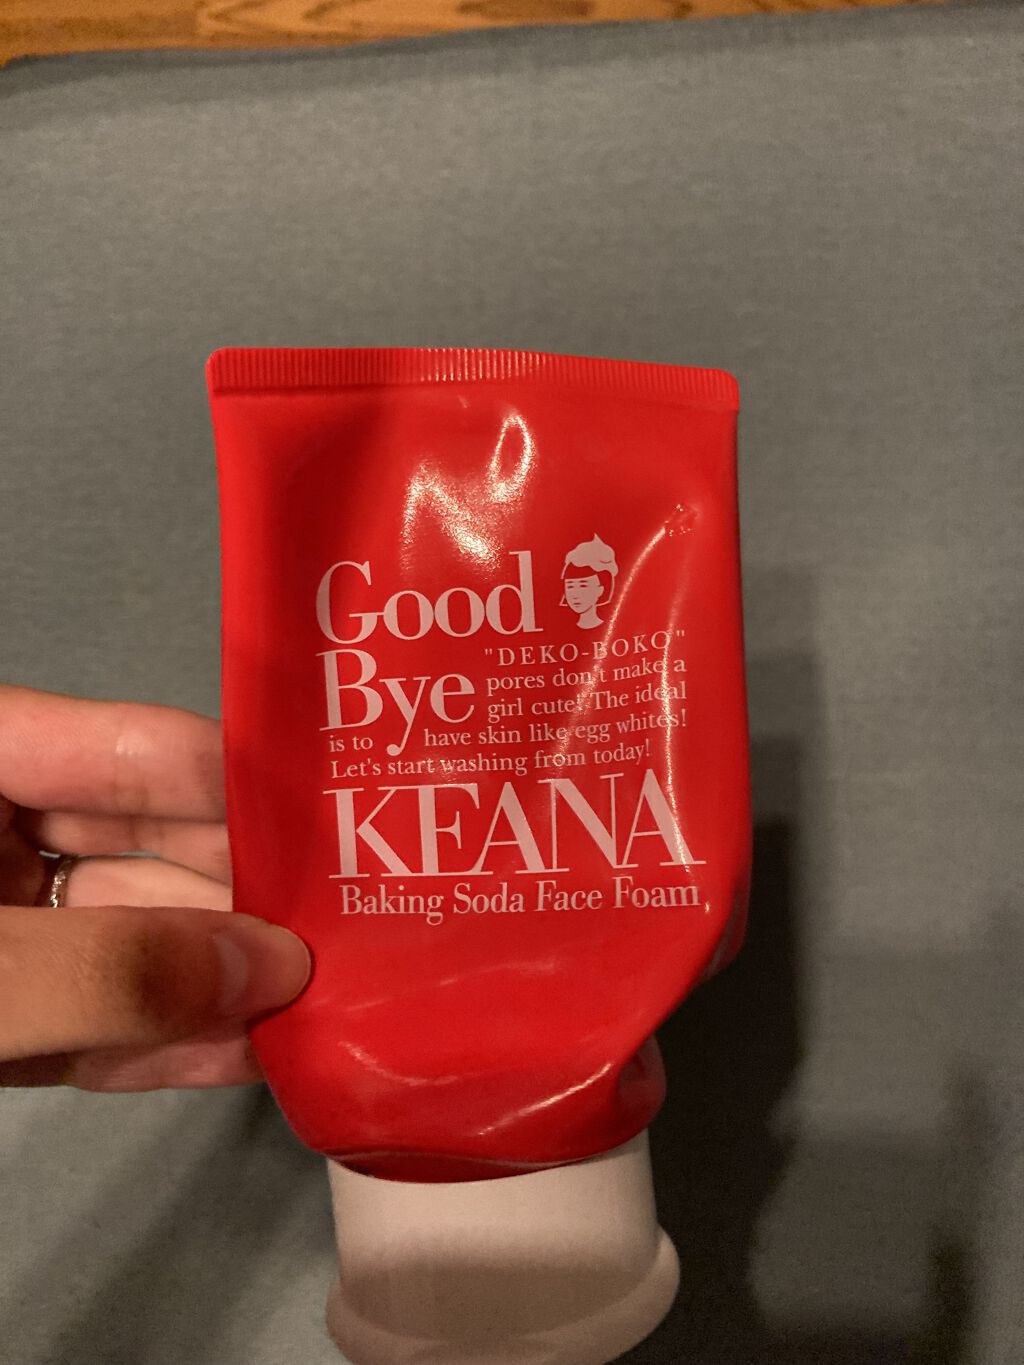 Good
Bye
"DEKO-BOKO"
pores don't make a
girl cute! The ideal
is to have skin like egg whites!
Let's start washing from today!
KEANA
Baking Soda Face Foam